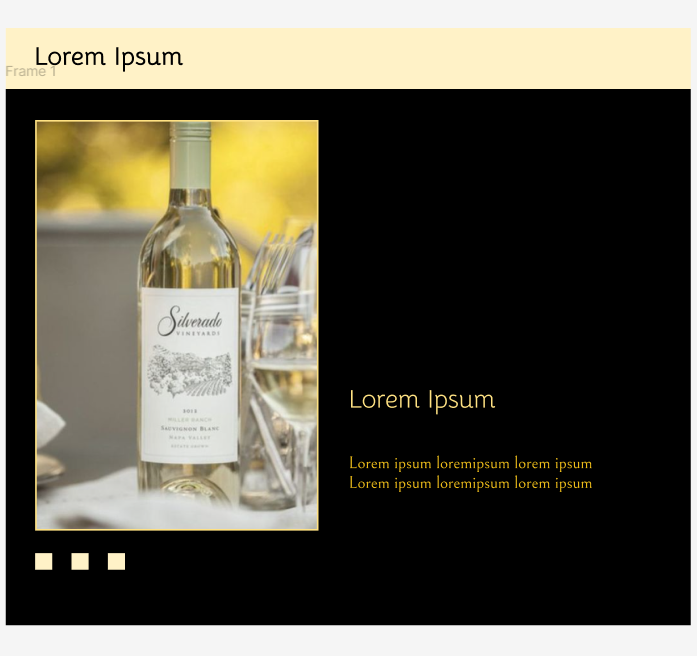 Lorem Ipsum
Frame 1
Silverado
VINEYARDS
2012
MILLER RANCH
SAUVIGNON BLANC
NAPA VALLEY
ESTATE GROWN
Lorem Ipsum
Lorem ipsum loremipsum lorem ipsum
Lorem ipsum loremipsum lorem ipsum